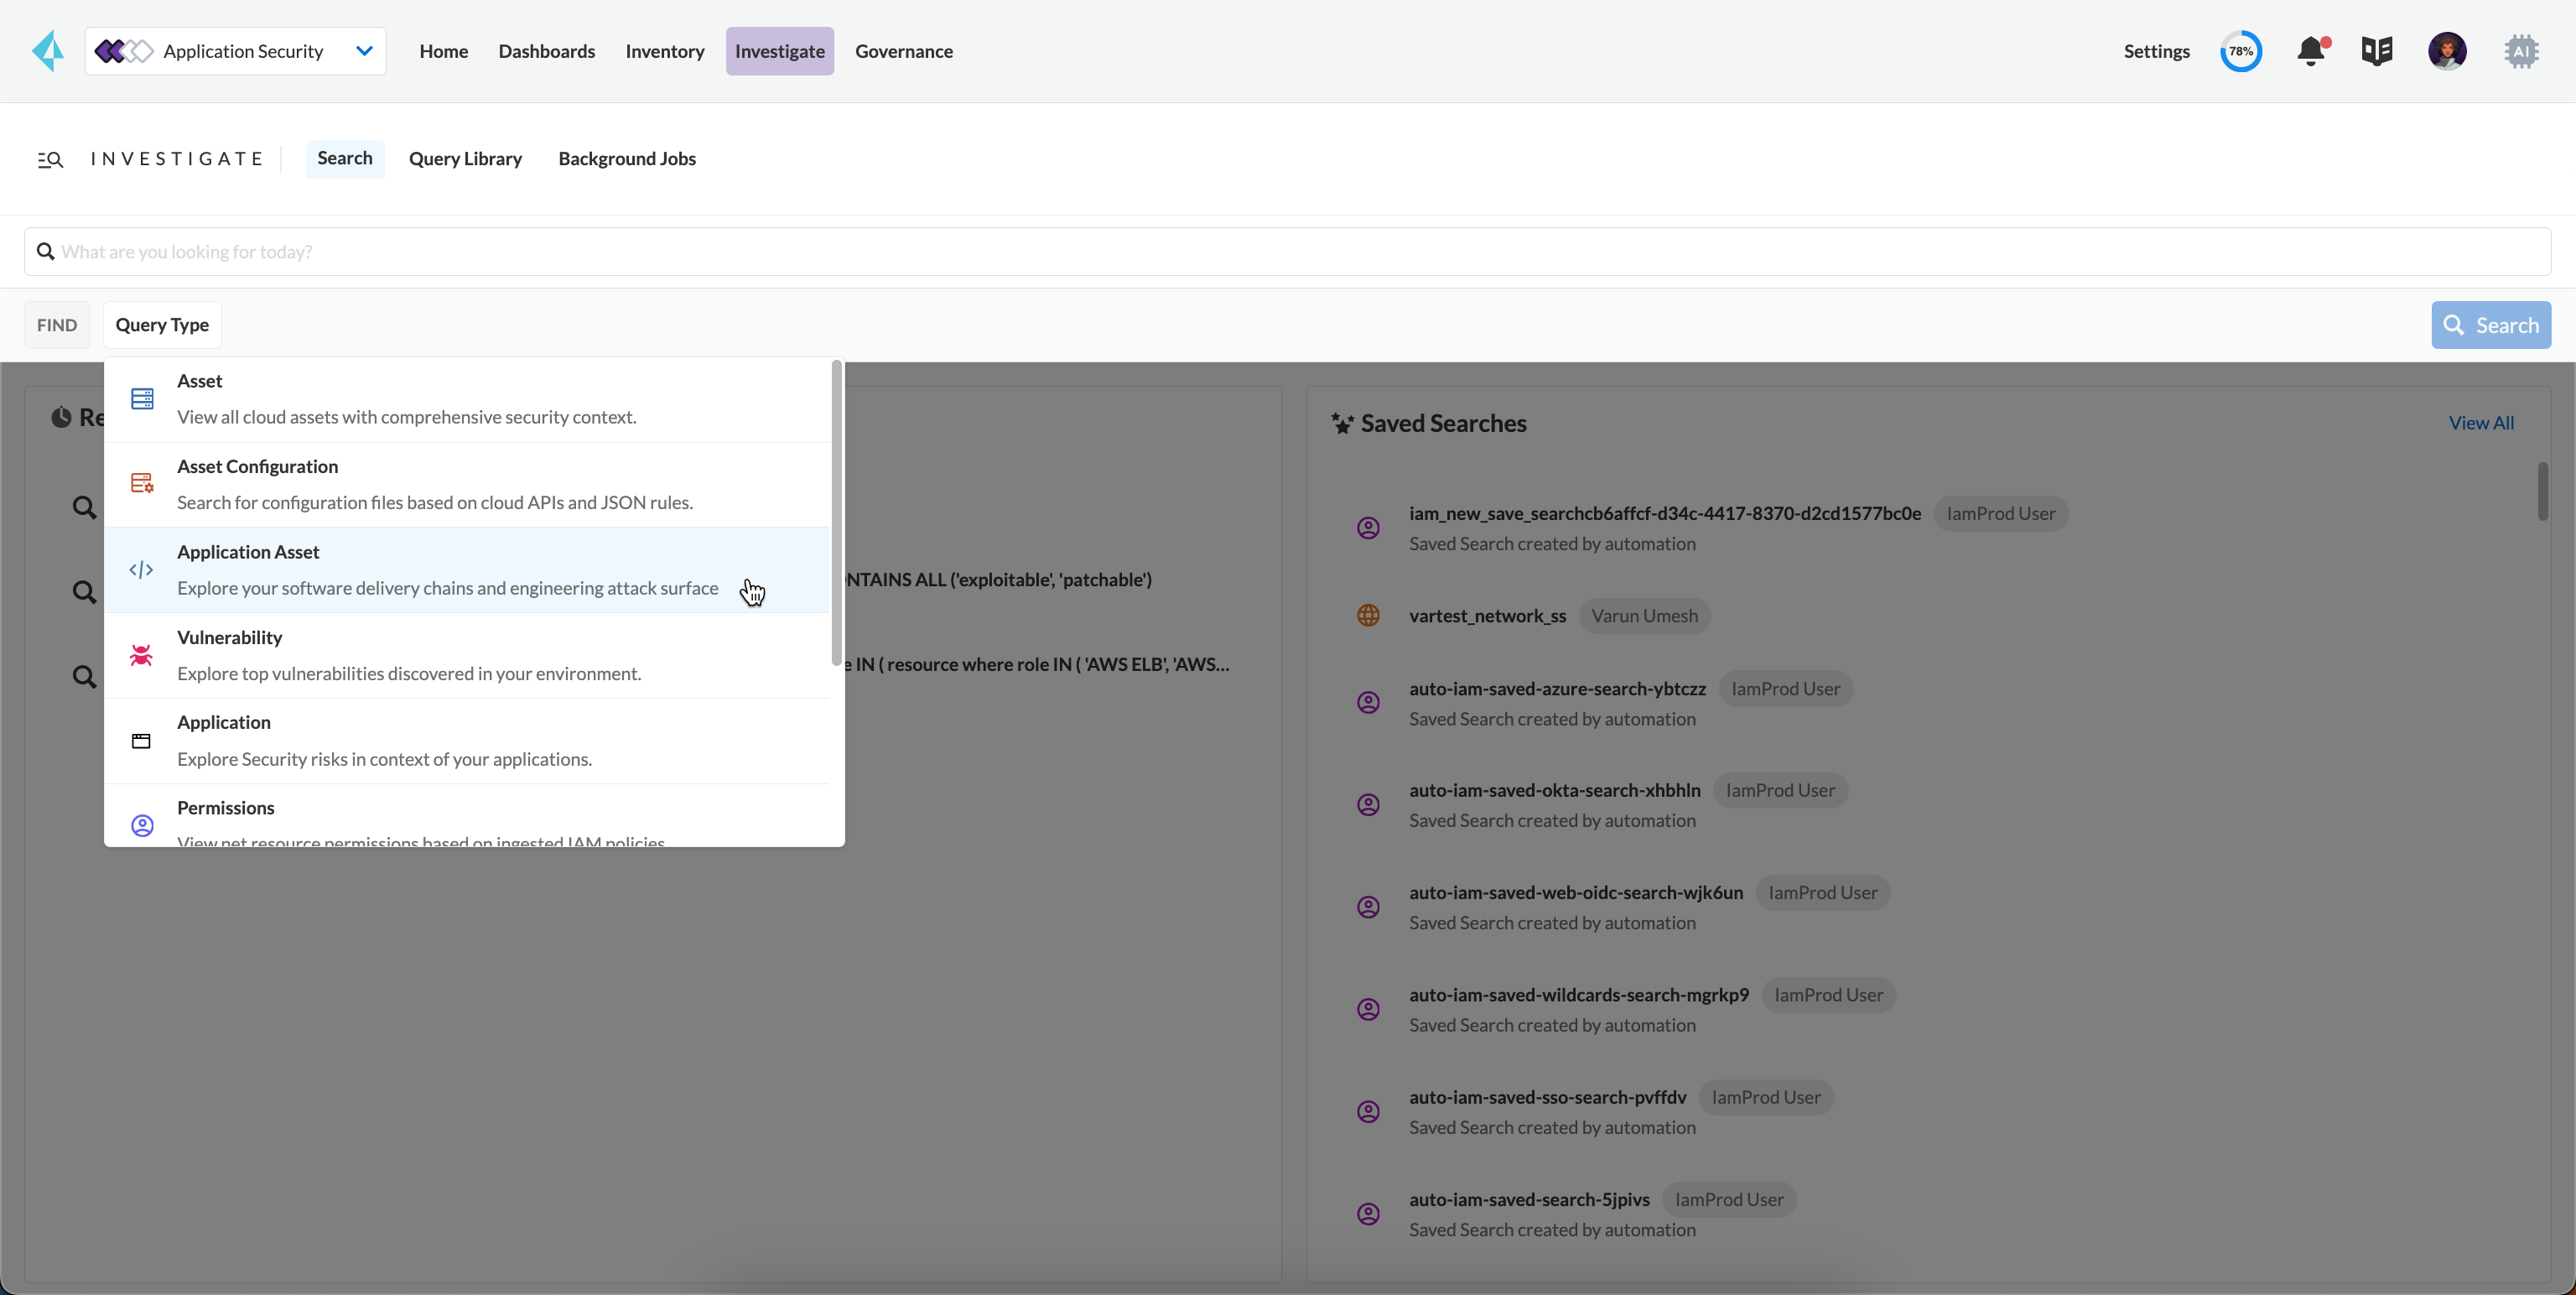 Application Security
Home
Dashboards
Inventory
Investigate
Governance
Settings
78%
AI
INVESTIGATE
Search
Query Library
Background Jobs
What are you looking for today?
FIND
Query Type
Search
Asset
View all cloud assets with comprehensive security context.
Asset Configuration
Search for configuration files based on cloud APIs and JSON rules.
Application Asset
Explore your software delivery chains and engineering attack surface
Vulnerability
Explore top vulnerabilities discovered in your environment.
Application
Explore Security risks in context of your applications.
Permissions
View net resource permissions based on ingested IAM policies
Re
NTAINS ALL ('exploitable', 'patchable')
e IN ( resource where role IN ( 'AWS ELB', 'AWS...
Saved Searches
View All
iam_new_save_searchcb6affcf-d34c-4417-8370-d2cd1577bc0e IamProd User
Saved Search created by automation
vartest_network_ss Varun Umesh
auto-iam-saved-azure-search-ybtczz IamProd User
Saved Search created by automation
auto-iam-saved-okta-search-xhbhln IamProd User
Saved Search created by automation
auto-iam-saved-web-oidc-search-wjk6un IamProd User
Saved Search created by automation
auto-iam-saved-wildcards-search-mgrkp9 IamProd User
Saved Search created by automation
auto-iam-saved-sso-search-pvffdv IamProd User
Saved Search created by automation
auto-iam-saved-search-5jpivs IamProd User
Saved Search created by automation